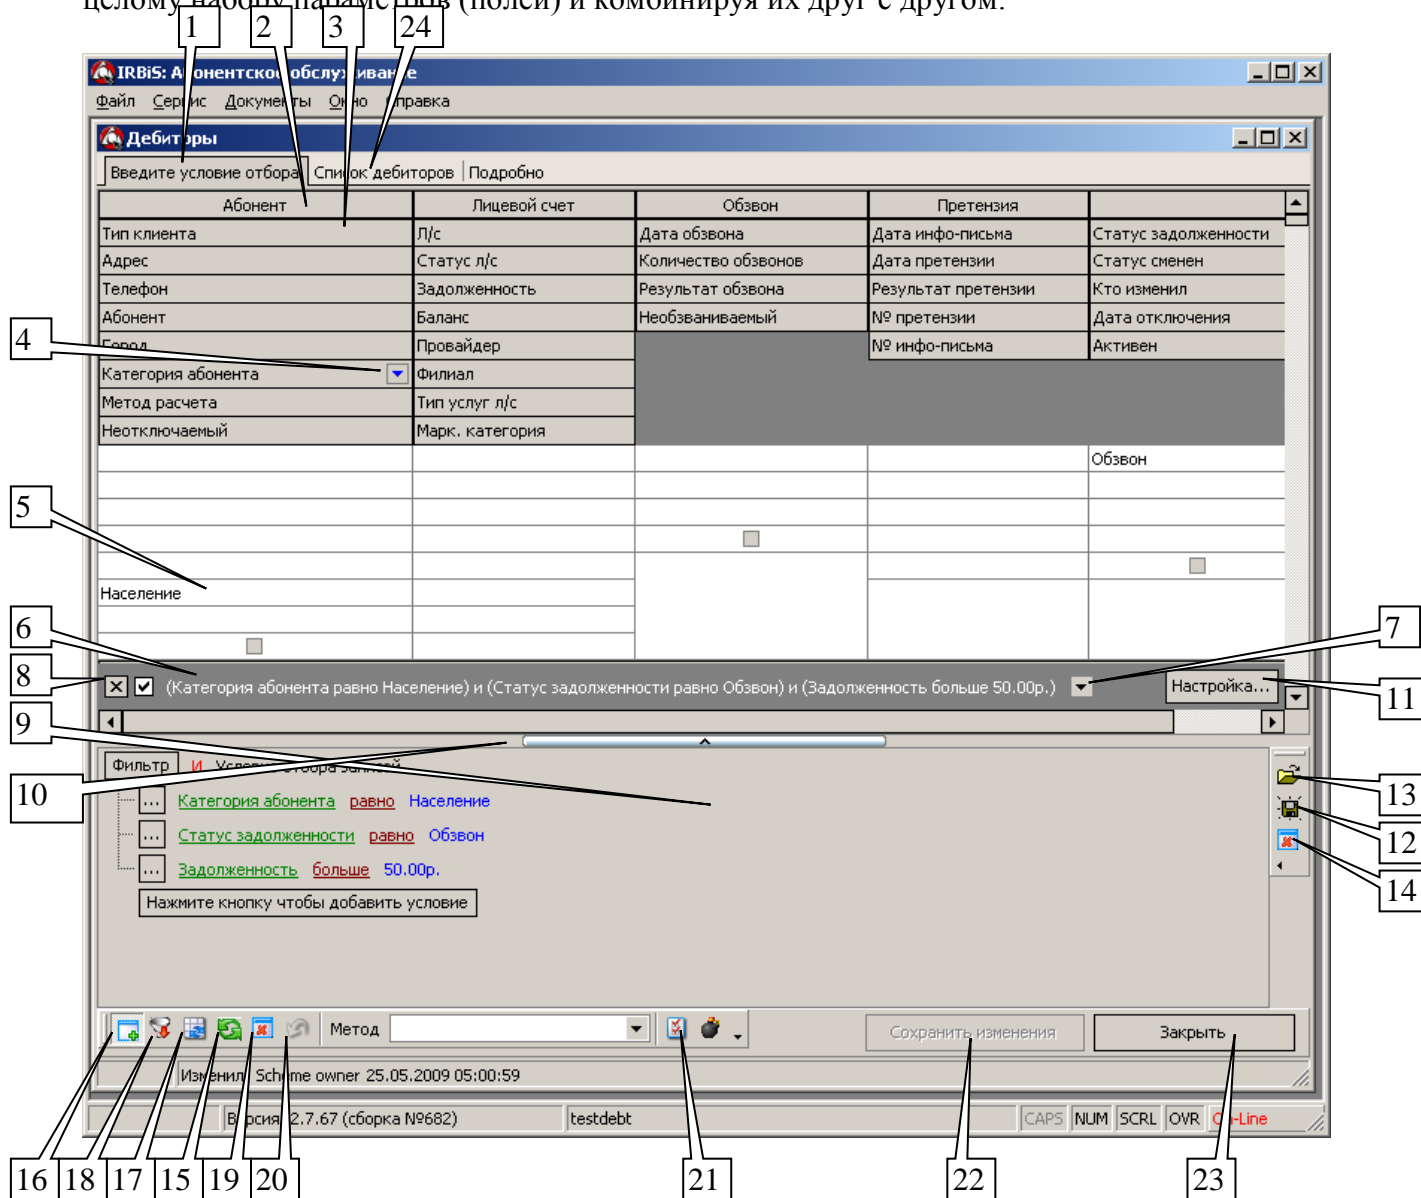 целому набору параметров (полей) и комбинируя их друг с другом.
1 2 3 24
IRBiS: Абонентское обслуживание
Файл Сервис Документы Окно Справка
Дебиторы
Введите условие отбора Список дебиторов Подробно
Абонент Лицевой счет Обзвон Претензия
Тип клиента Л/с Дата обзвона Дата инфо-письма Статус задолженности
Адрес Статус л/с Количество обзвонов Дата претензии Статус сменен
Телефон Задолженность Результат обзвона Результат претензии Кто изменил
Абонент Баланс Необзваниваемый № претензии Дата отключения
4
Город Провайдер № инфо-письма Активен
Категория абонента Филиал
Метод расчета Тип услуг л/с
Неотключаемый Марк. категория
Обзвон
5
Население
6 7
8 (Категория абонента равно Население) и (Статус задолженности равно Обзвон) и (Задолженность больше 50.00р.) Настройка... 11
9
Фильтр И Условие отбора записей
10 ... Категория абонента равно Население 13
... Статус задолженности равно Обзвон 12
... Задолженность больше 50.00р.
14
Нажмите кнопку чтобы добавить условие
Метод Сохранить изменения Закрыть
Изменил Scheme owner 25.05.2009 05:00:59
Версия 2.7.67 (сборка №682) testdebt CAPS NUM SCRL OVR On-Line
16 18 17 15 19 20 21 22 23